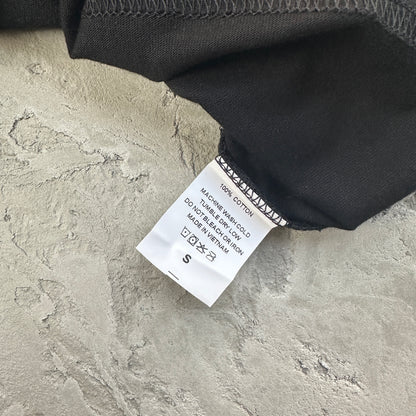 100% COTTON
MACHINE WASH COLD
TUMBLE DRY LOW
DO NOT BLEACH OR IRON
MADE IN VIETNAM
S